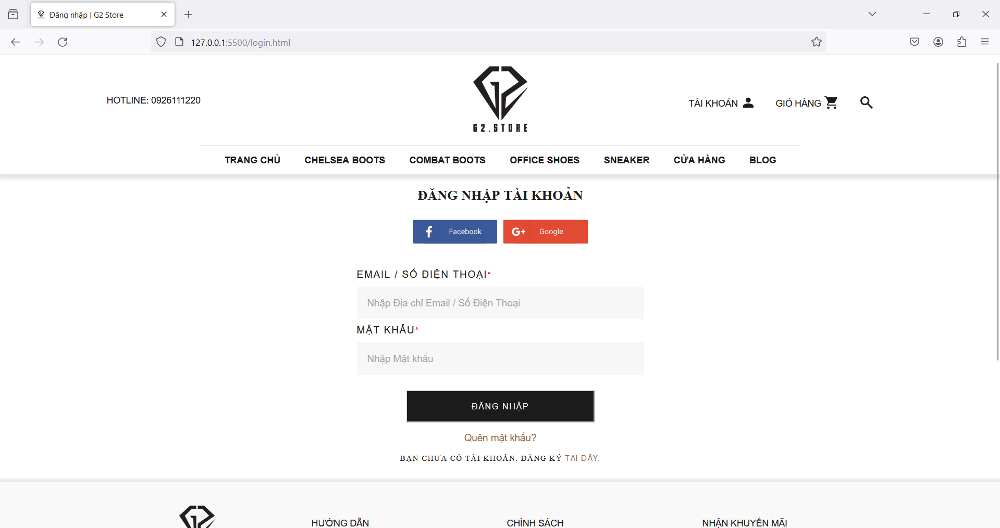 Đăng nhập | G2 Store
127.0.0.1:5500/login.html
HOTLINE: 0926111220
G2.STORE
TÀI KHOẢN
GIỎ HÀNG
TRANG CHỦ CHELSEA BOOTS COMBAT BOOTS OFFICE SHOES SNEAKER CỬA HÀNG BLOG
ĐĂNG NHẬP TÀI KHOẢN
Facebook
G+ Google
EMAIL / SỐ ĐIỆN THOẠI*
Nhập Địa chỉ Email / Số Điện Thoại
MẬT KHẨU*
Nhập Mật khẩu
ĐĂNG NHẬP
Quên mật khẩu?
BẠN CHƯA CÓ TÀI KHOẢN. ĐĂNG KÝ TẠI ĐÂY.
HƯỚNG DẪN
CHÍNH SÁCH
NHẬN KHUYẾN MÃI